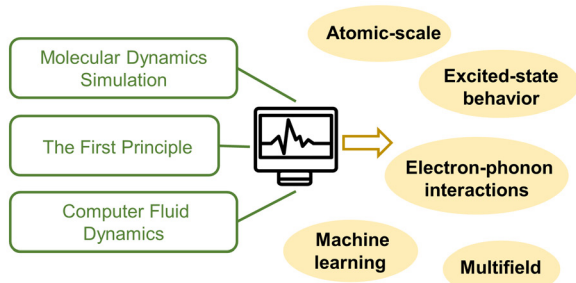 Molecular Dynamics
Simulation
The First Principle
Computer Fluid
Dynamics
Atomic-scale
Excited-state
behavior
Electron-phonon
interactions
Machine
learning
Multifield